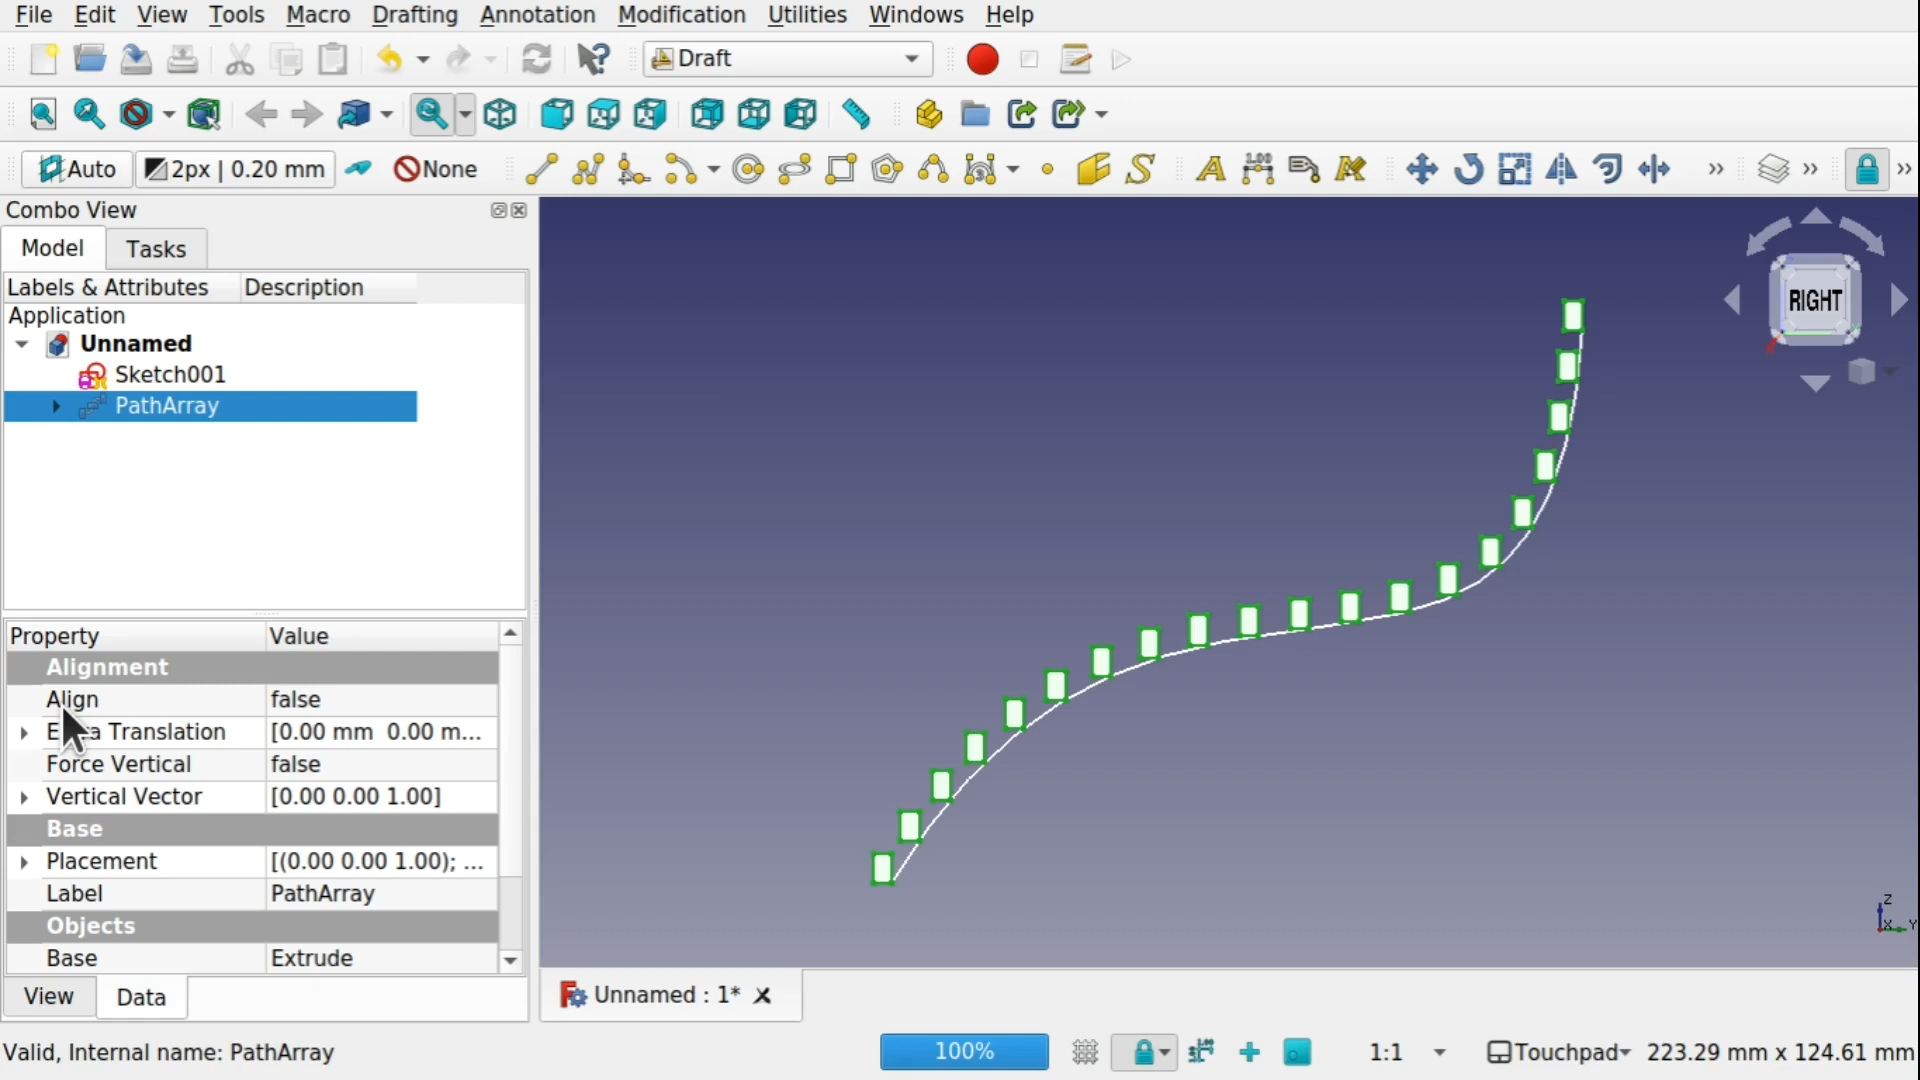 File Edit View Tools Macro Drafting Annotation Modification Utilities Windows Help
Draft
Auto 2px | 0.20 mm None 1.00
Combo View
Model Tasks
Labels & Attributes Description
Application
Unnamed
Sketch001
PathArray
Property Value
Alignment
Align false
Translation [0.00 mm 0.00 m...
Force Vertical false
Vertical Vector [0.00 0.00 1.00]
Base
Placement [(0.00 0.00 1.00); ...
Label PathArray
Objects
Base Extrude
View Data
RIGHT
Z
X Y
Unnamed : 1*
Valid, Internal name: PathArray 100% 1:1 Touchpad 223.29 mm x 124.61 mm